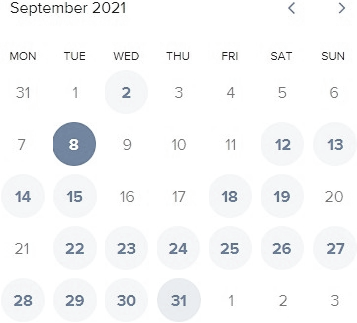 September 2021
MON TUE WED THU FRI SAT SUN
31 1 2 3 4 5 6
7 8 9 10 11 12 13
14 15 16 17 18 19 20
21 22 23 24 25 26 27
28 29 30 31 1 2 3